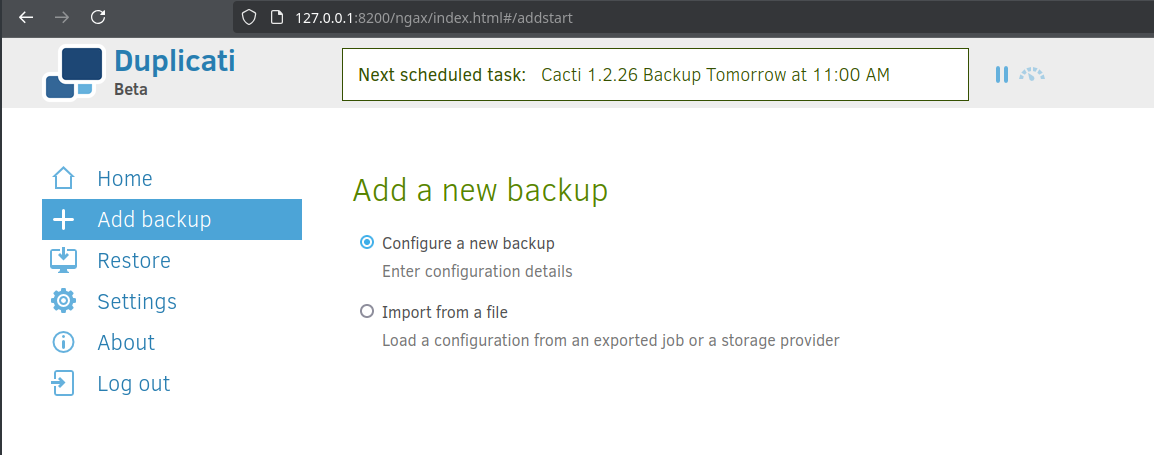 127.0.0.1:8200/ngax/index.html#/addstart
Duplicati
Beta
Next scheduled task: Cacti 1.2.26 Backup Tomorrow at 11:00 AM
Home
Add backup
Restore
Settings
About
Log out
Add a new backup
Configure a new backup
Enter configuration details
Import from a file
Load a configuration from an exported job or a storage provider